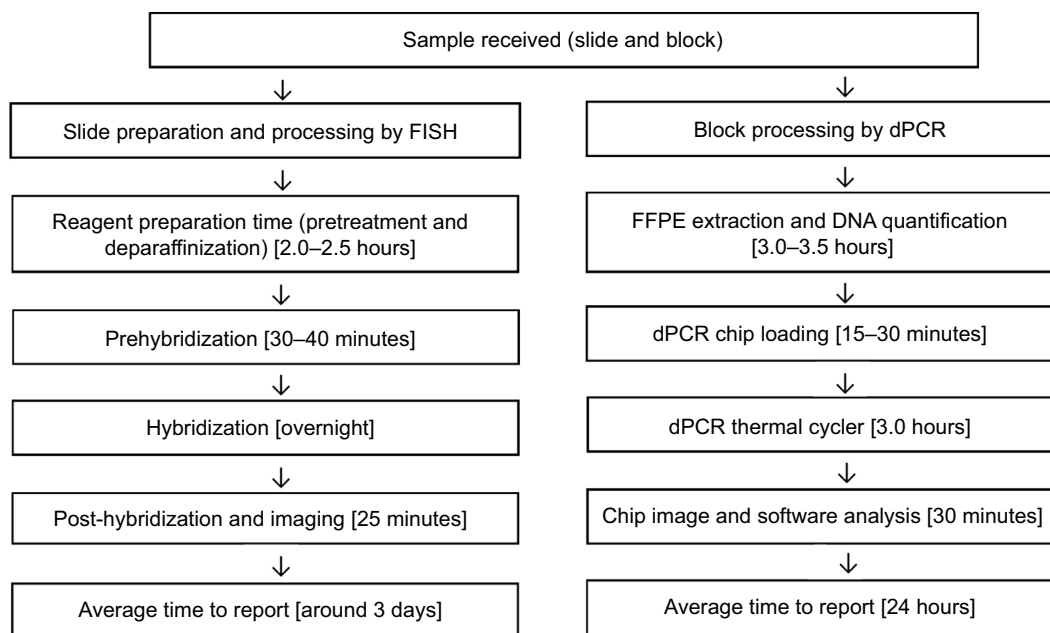 Sample received (slide and block)
Slide preparation and processing by FISH
Reagent preparation time (pretreatment and
deparaffinization) [2.0–2.5 hours]
Prehybridization [30–40 minutes]
Hybridization [overnight]
Post-hybridization and imaging [25 minutes]
Average time to report [around 3 days]
Block processing by dPCR
FFPE extraction and DNA quantification
[3.0–3.5 hours]
dPCR chip loading [15–30 minutes]
dPCR thermal cycler [3.0 hours]
Chip image and software analysis [30 minutes]
Average time to report [24 hours]